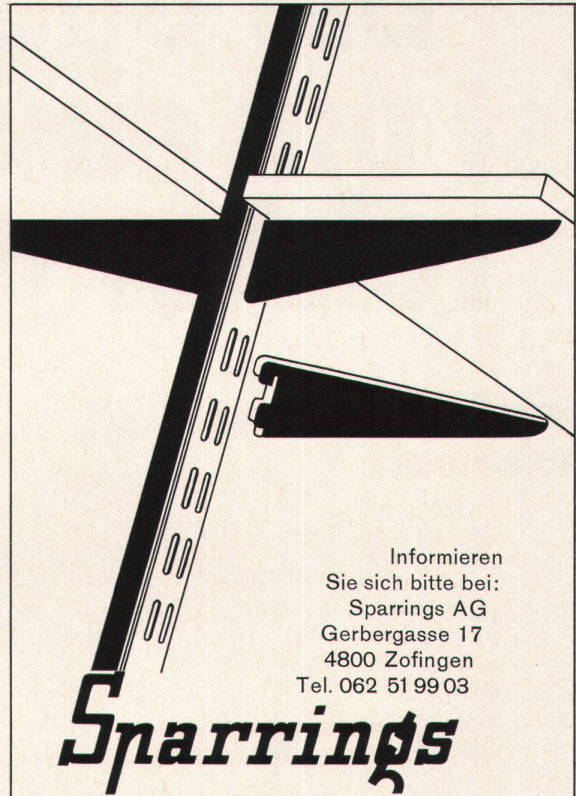 Informieren
Sie sich bitte bei:
Sparrings AG
Gerbergasse 17
4800 Zofingen
Tel. 062 51 99 03
Sparrings